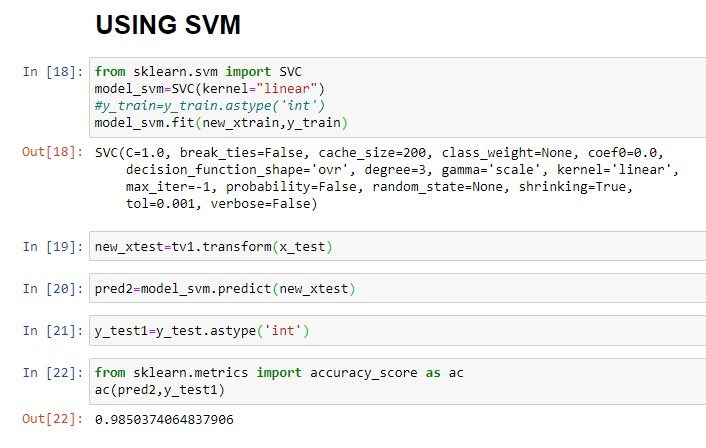 USING SVM
In [18]: from sklearn.svm import SVC
model_svm=SVC(kernel="linear")
#y_train=y_train.astype('int')
model_svm.fit(new_xtrain,y_train)
Out[18]: SVC(C=1.0, break_ties=False, cache_size=200, class_weight=None, coef0=0.0,
decision_function_shape='ovr', degree=3, gamma='scale', kernel='linear',
max_iter=-1, probability=False, random_state=None, shrinking=True,
tol=0.001, verbose=False)
In [19]: new_xtest=tv1.transform(x_test)
In [20]: pred2=model_svm.predict(new_xtest)
In [21]: y_test1=y_test.astype('int')
In [22]: from sklearn.metrics import accuracy_score as ac
ac(pred2,y_test1)
Out[22]: 0.9850374064837906